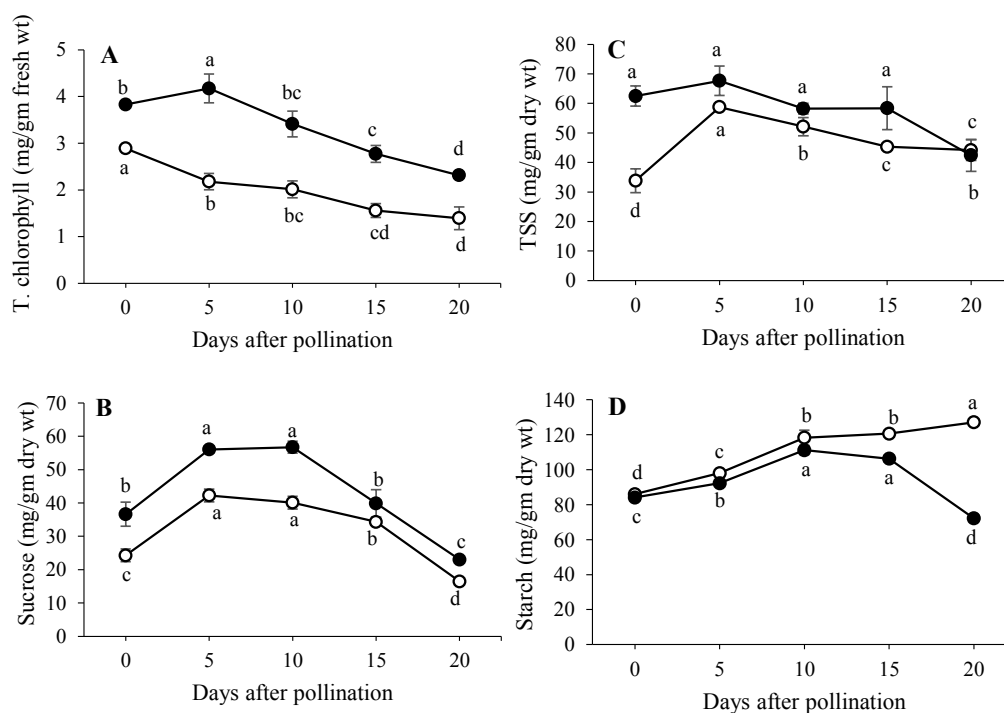 A
T. chlorophyll (mg/gm fresh wt)
5
4
3
2
1
0
b
a
bc
c
d
a
b
bc
cd
d
0 5 10 15 20
Days after pollination
C
TSS (mg/gm dry wt)
80
70
60
50
40
30
20
10
0
a
a
a
a
c
d
a
b
c
b
0 5 10 15 20
Days after pollination
B
Sucrose (mg/gm dry wt)
70
60
50
40
30
20
10
0
b
a
a
b
c
c
a
a
b
d
0 5 10 15 20
Days after pollination
D
Starch (mg/gm dry wt)
140
120
100
80
60
40
20
0
d
c
b
b
a
c
b
a
a
d
0 5 10 15 20
Days after pollination